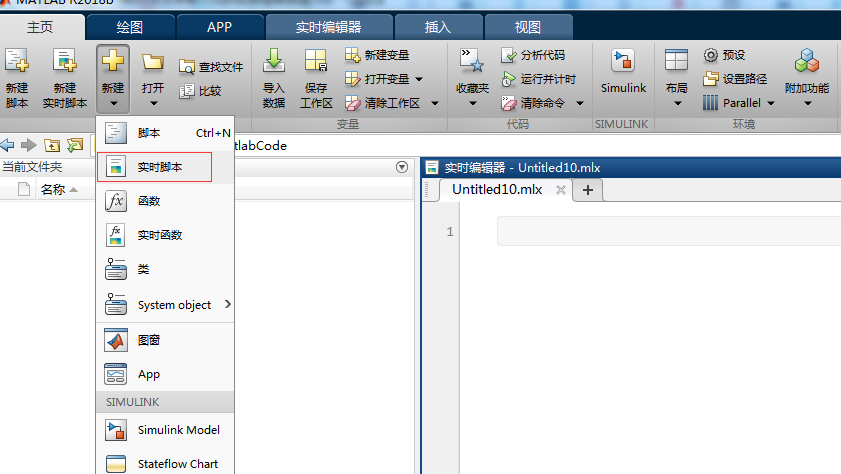 MATLAB R2018b
主页
绘图
APP
实时编辑器
插入
视图
新建
脚本
新建
实时脚本
新建
打开
查找文件
比较
导入
数据
保存
工作区
新建变量
打开变量
清除工作区
变量
收藏夹
分析代码
运行并计时
清除命令
代码
Simulink
SIMULINK
布局
预设
设置路径
Parallel
环境
附加功能
tlabCode
当前文件夹
名称
脚本 Ctrl+N
实时脚本
函数
实时函数
类
System object
图窗
App
SIMULINK
Simulink Model
Stateflow Chart
实时编辑器 - Untitled10.mlx
Untitled10.mlx
1